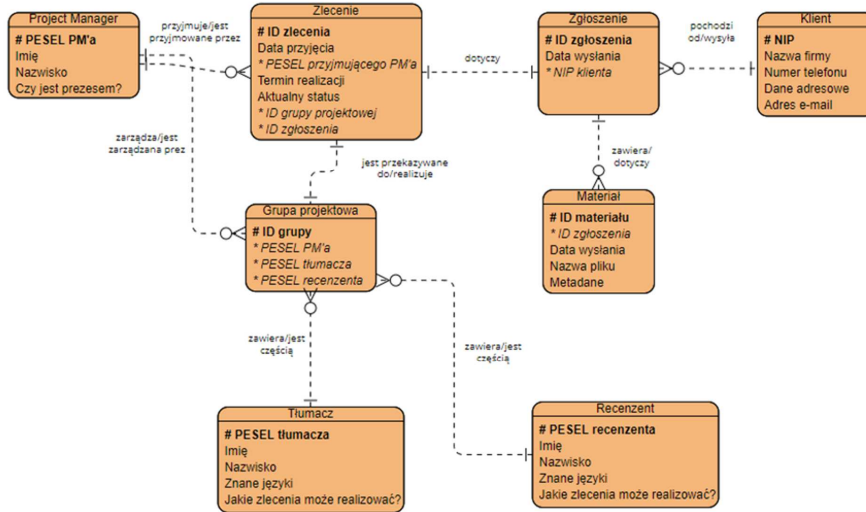 Project Manager
# PESEL PM'a
Imię
Nazwisko
Czy jest prezesem?
przyjmuje/jest
przyjmowane przez
Zlecenie
# ID zlecenia
Data przyjęcia
* PESEL przyjmującego PM'a
Termin realizacji
Aktualny status
* ID grupy projektowej
* ID zgłoszenia
dotyczy
Zgłoszenie
# ID zgłoszenia
Data wysłania
* NIP klienta
pochodzi
od/wysyła
Klient
# NIP
Nazwa firmy
Numer telefonu
Dane adresowe
Adres e-mail
zarządza/jest
zarządzana prez
jest przekazywane
do/realizuje
zawiera/
dotyczy
Grupa projektowa
# ID grupy
* PESEL PM'a
* PESEL tłumacza
* PESEL recenzenta
Materiał
# ID materiału
* ID zgłoszenia
Data wysłania
Nazwa pliku
Metadane
zawiera/jest
częścią
zawiera/jest
częścią
Tłumacz
# PESEL tłumacza
Imię
Nazwisko
Znane języki
Jakie zlecenia może realizować?
Recenzent
# PESEL recenzenta
Imię
Nazwisko
Znane języki
Jakie zlecenia może realizować?